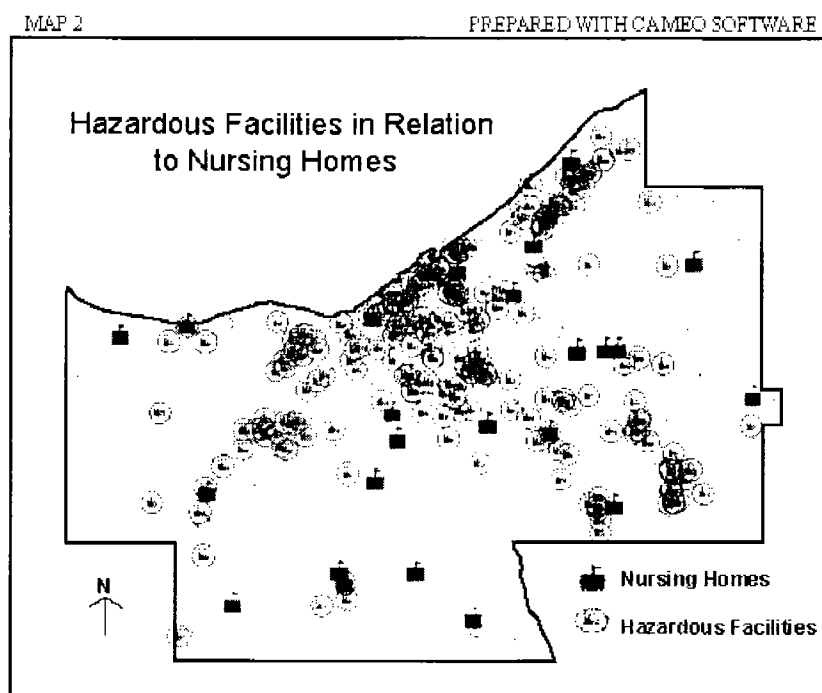 MAP 2
PREPARED WITH CAMEO SOFTWARE
Hazardous Facilities in Relation
to Nursing Homes
N
Nursing Homes
Hazardous Facilities